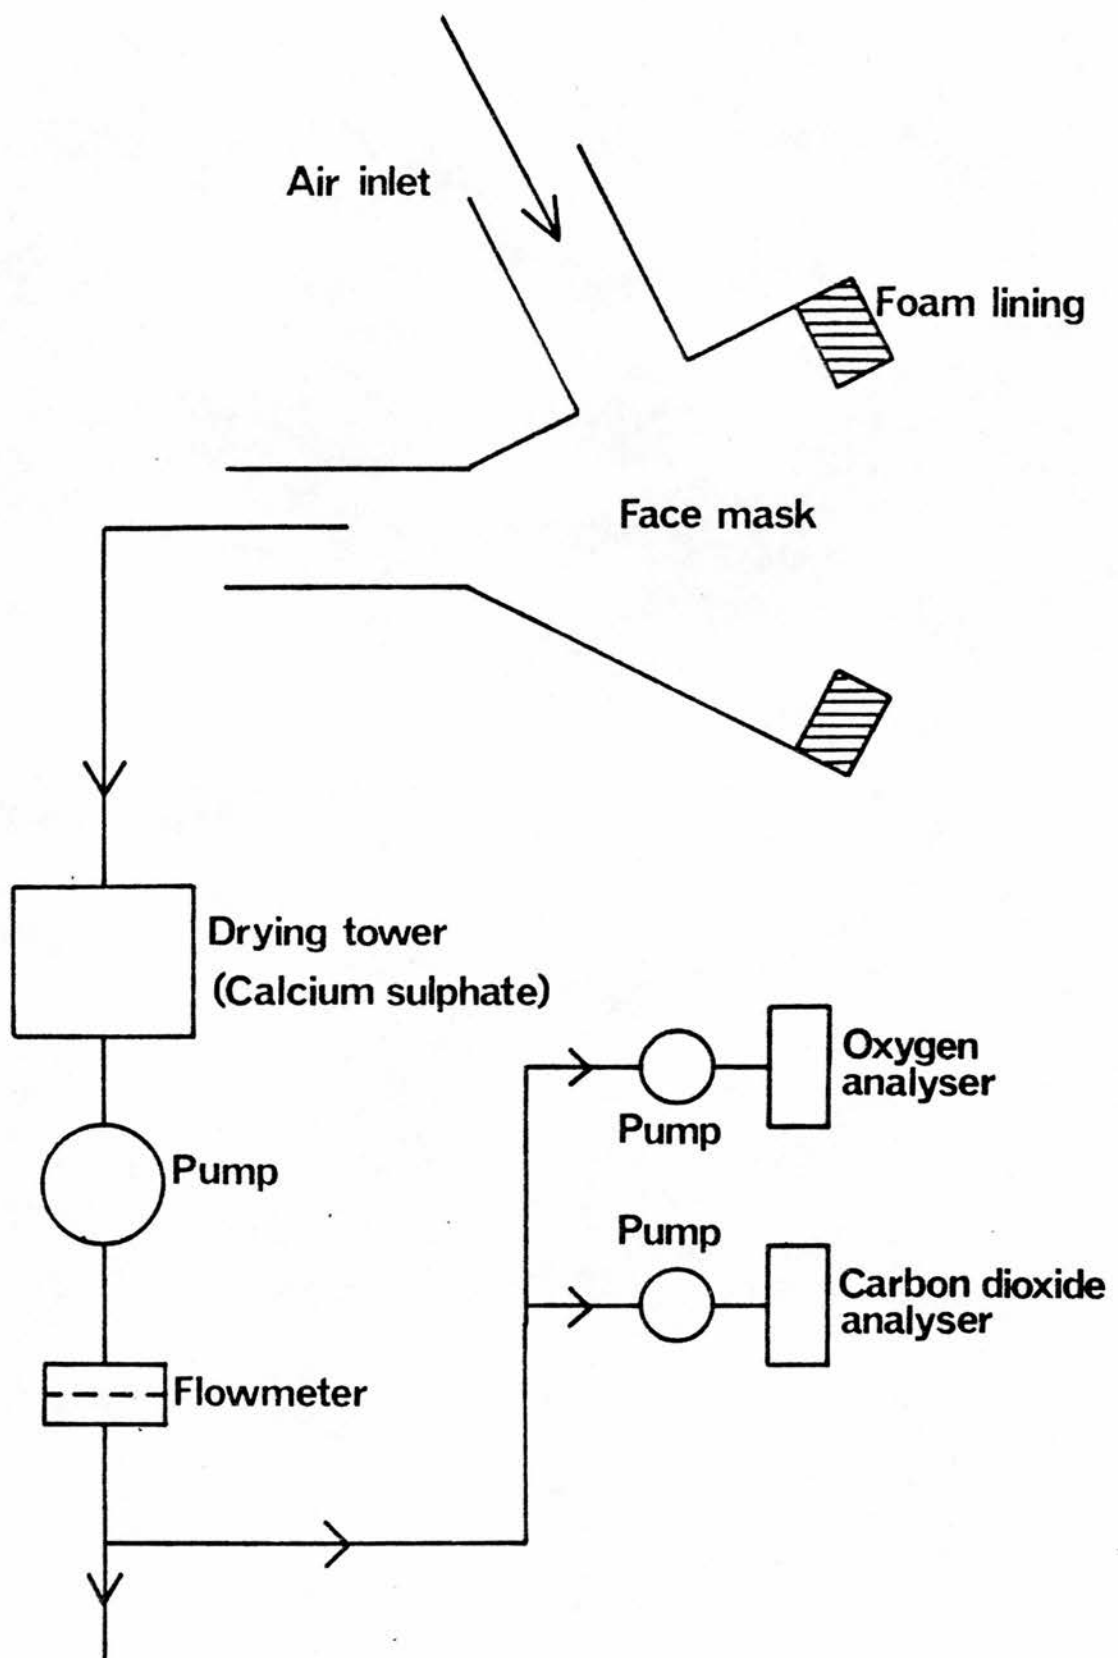 Air inlet
Foam lining
Face mask
Drying tower
(Calcium sulphate)
Oxygen
analyser
Pump
Pump
Pump
Carbon dioxide
analyser
Flowmeter